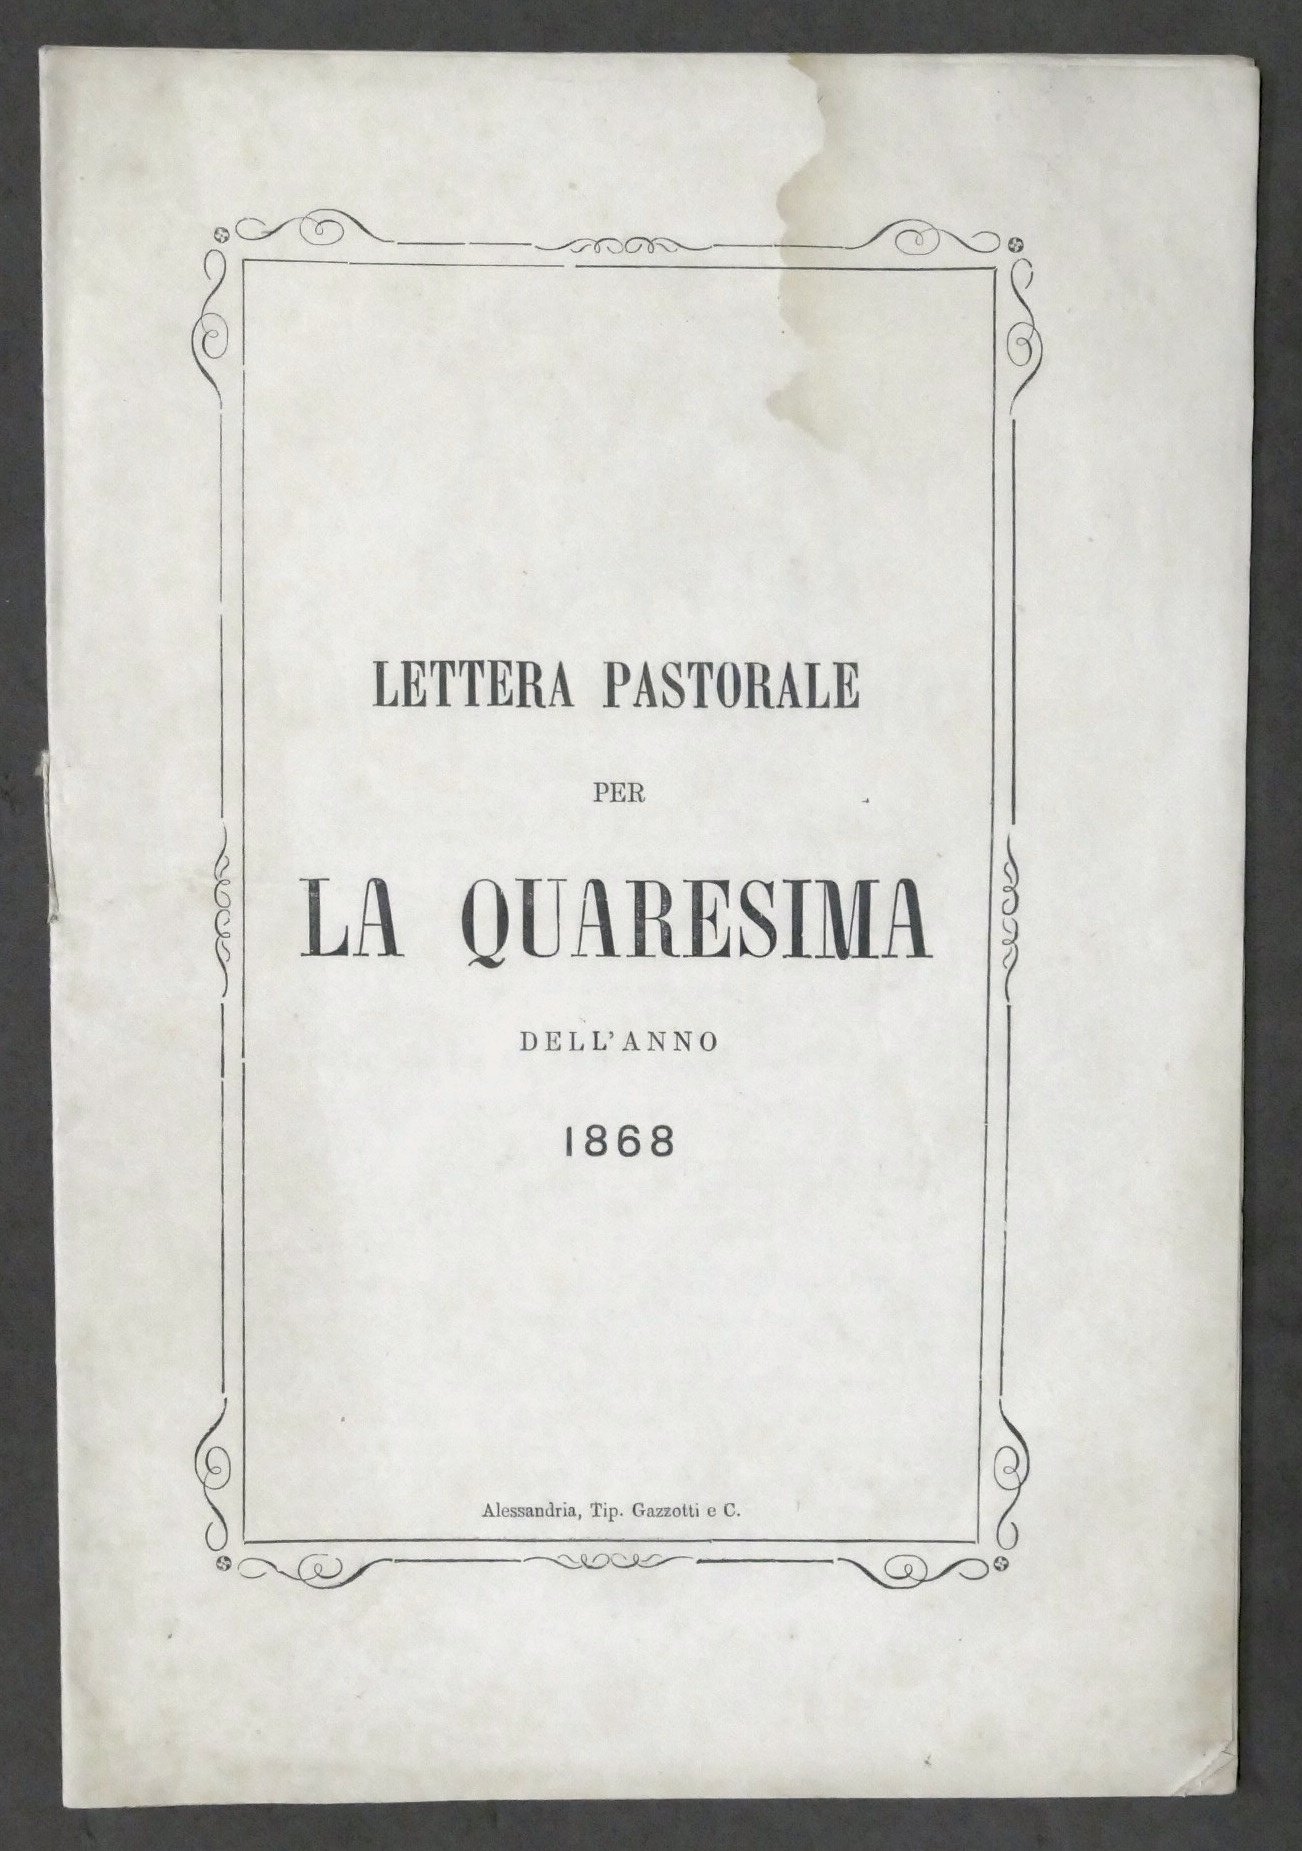 LETTERA PASTORALE
PER
LA QUARESIMA
DELL'ANNO
1868
Alessandria, Tip. Gazzotti e C.